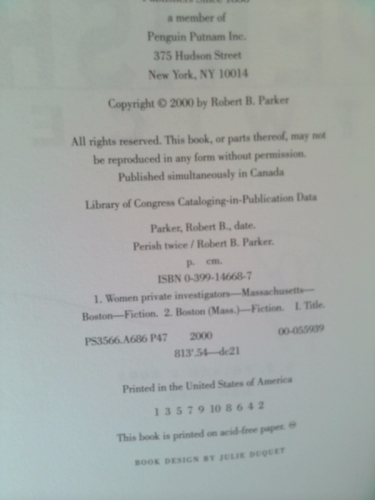 Publishers Since 1838
a member of
Penguin Putnam Inc.
375 Hudson Street
New York, NY 10014
Copyright © 2000 by Robert B. Parker
All rights reserved. This book, or parts thereof, may not
be reproduced in any form without permission.
Published simultaneously in Canada
Library of Congress Cataloging-in-Publication Data
Parker, Robert B., date.
Perish twice / Robert B. Parker.
p. cm.
ISBN 0-399-14668-7
1. Women private investigators—Massachusetts—
Boston—Fiction. 2. Boston (Mass.)—Fiction. I. Title.
PS3566.A686 P47 2000 00-055939
813'.54—dc21
Printed in the United States of America
1 3 5 7 9 10 8 6 4 2
This book is printed on acid-free paper. ♾
BOOK DESIGN BY JULIE DUQUET